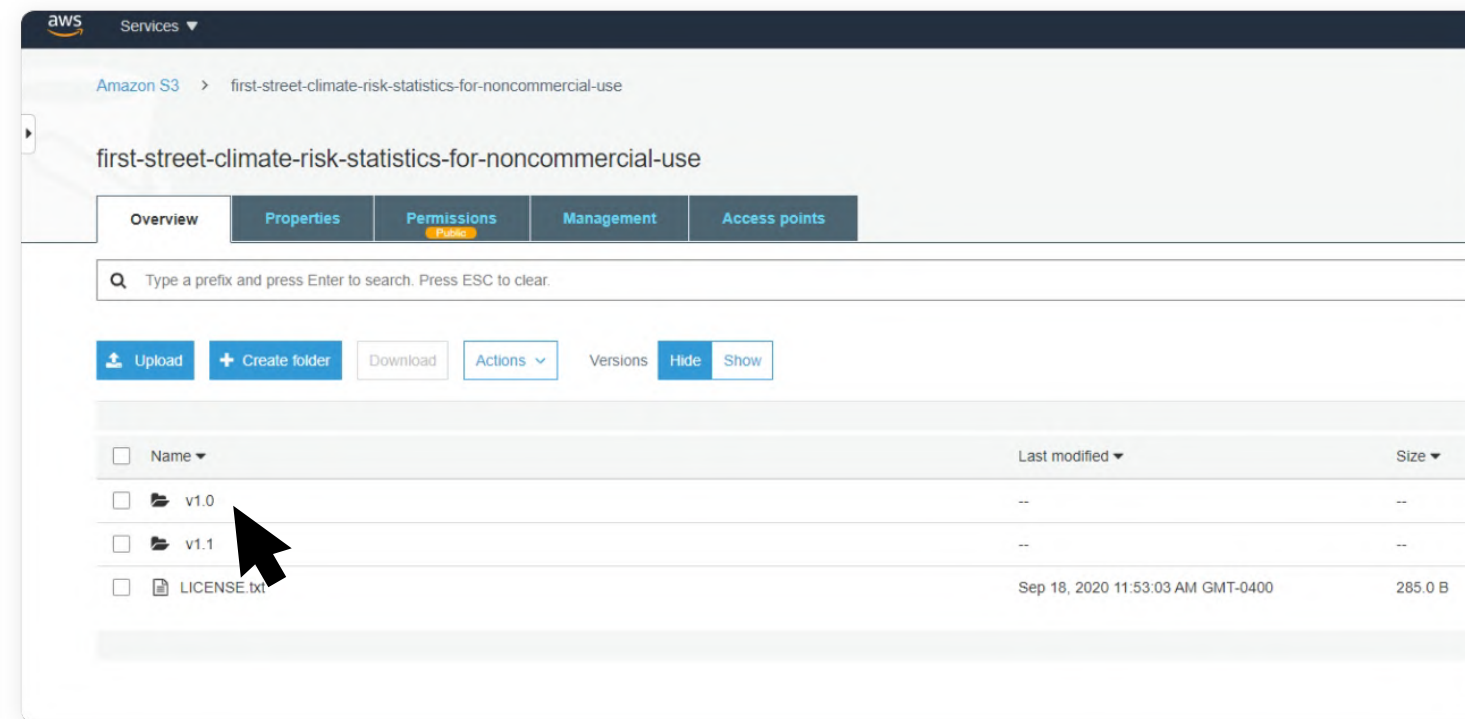 aws Services
Amazon S3 > first-street-climate-risk-statistics-for-noncommercial-use
first-street-climate-risk-statistics-for-noncommercial-use
Overview Properties Permissions Management Access points
Public
Type a prefix and press Enter to search. Press ESC to clear.
Upload Create folder Download Actions Versions Hide Show
Name Last modified Size
v1.0 -- --
v1.1 -- --
LICENSE.txt Sep 18, 2020 11:53:03 AM GMT-0400 285.0 B